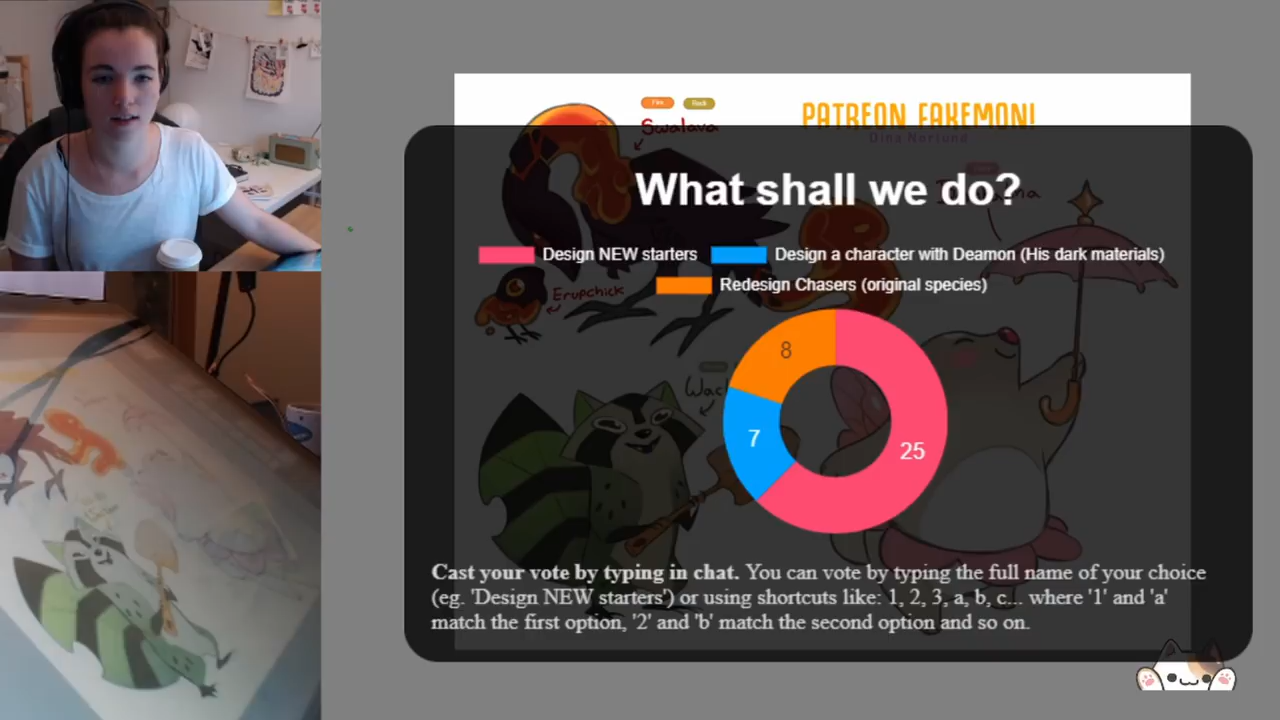 Fire Rock
Swalava
PATREON FAKEMON!
Dina Norlund
What shall we do?
Design NEW starters Design a character with Deamon (His dark materials)
Redesign Chasers (original species)
Erupchick
8
7
25
Cast your vote by typing in chat. You can vote by typing the full name of your choice
(eg. 'Design NEW starters') or using shortcuts like: 1, 2, 3, a, b, c... where '1' and 'a'
match the first option, '2' and 'b' match the second option and so on.